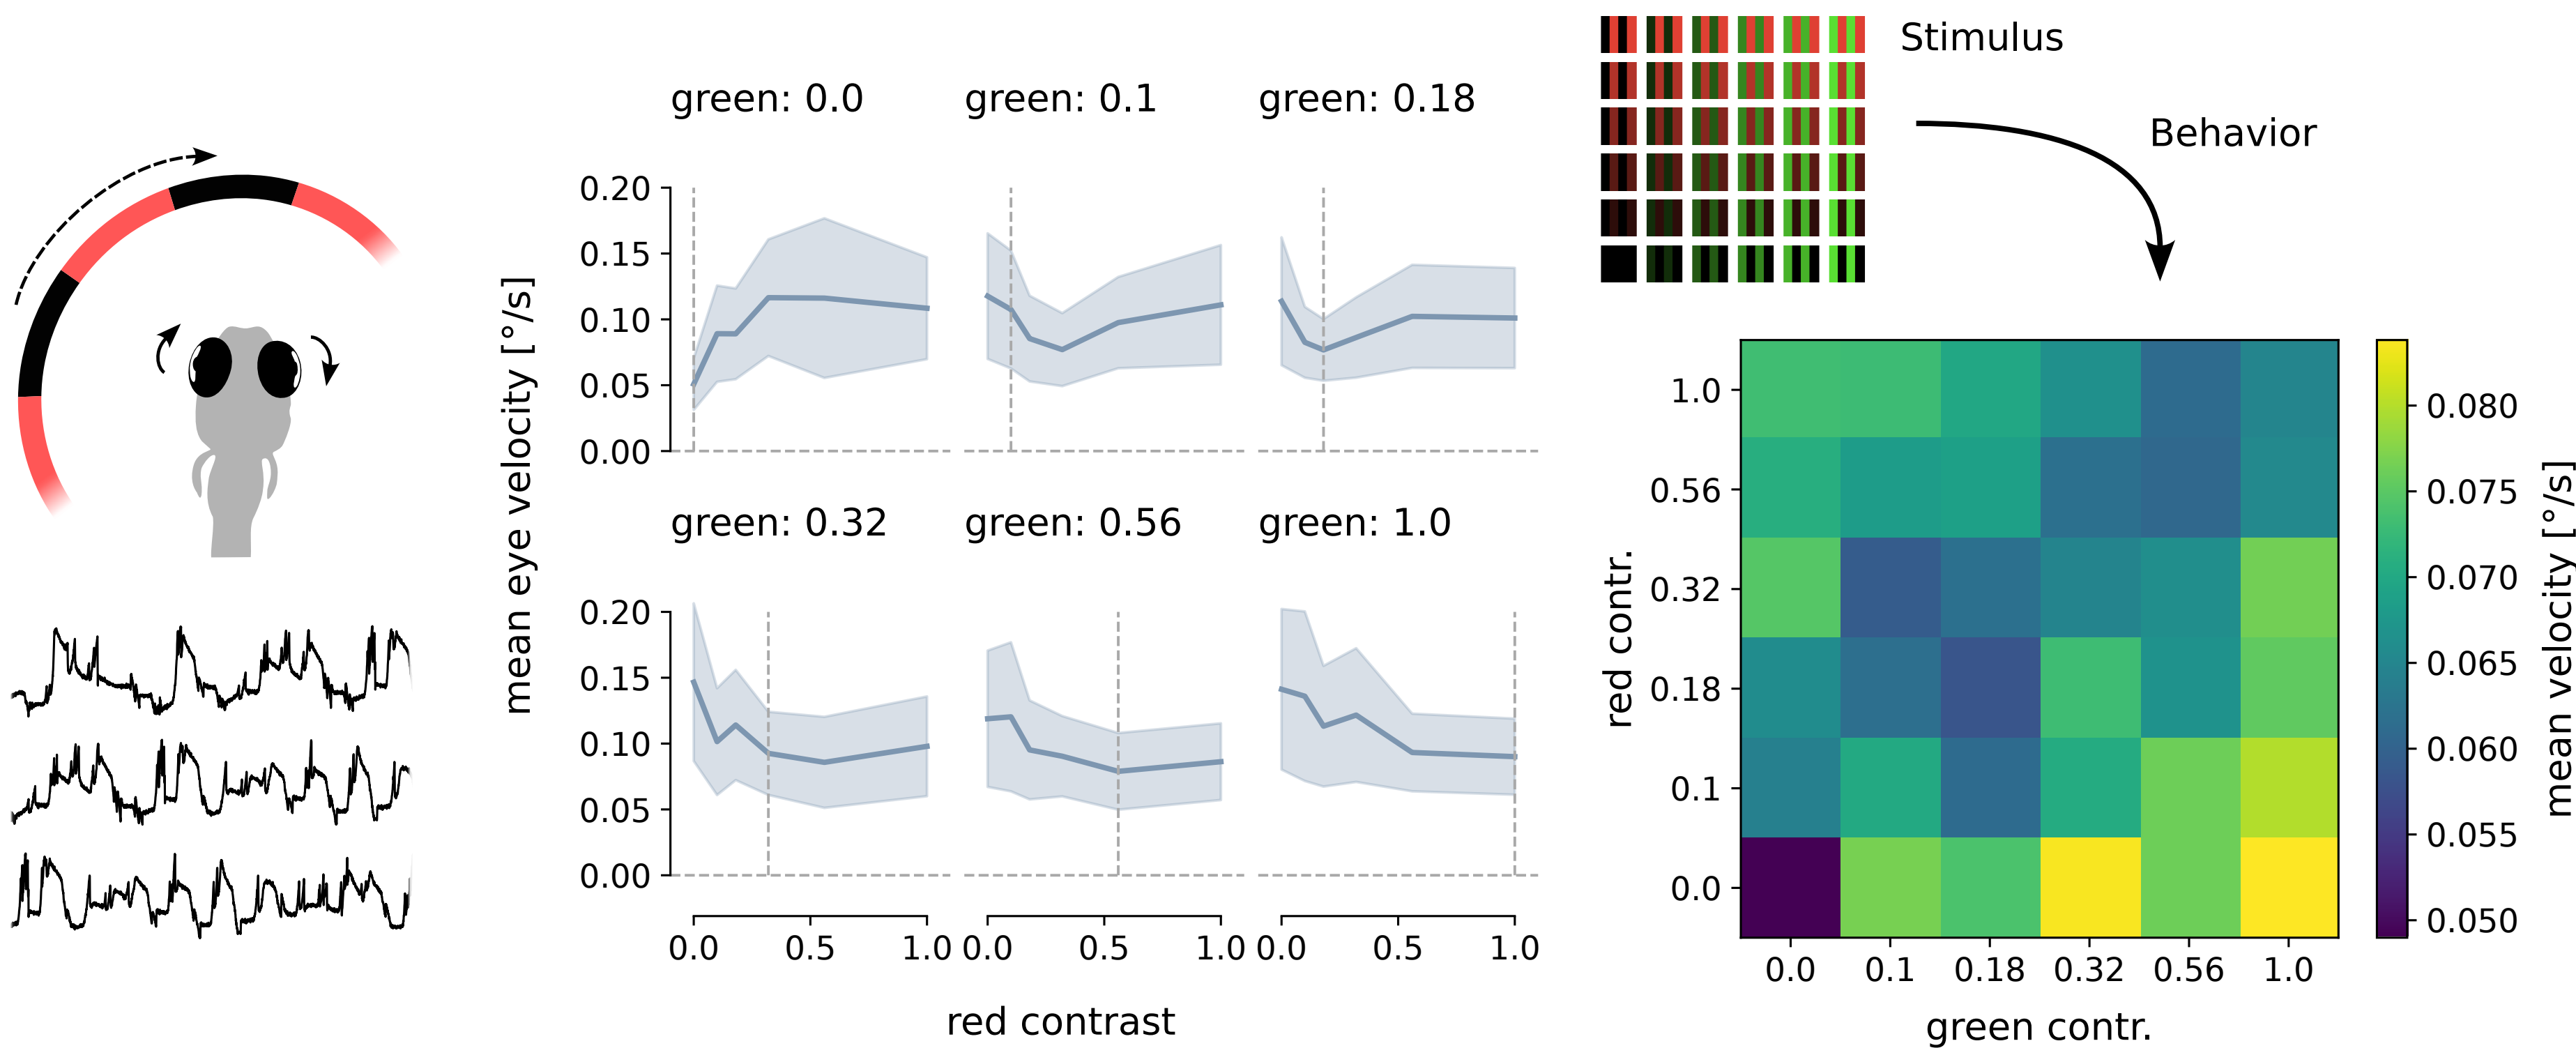 green: 0.0
green: 0.1
green: 0.18
mean eye velocity [°/s]
0.20
0.15
0.10
0.05
0.00
green: 0.32
green: 0.56
green: 1.0
0.20
0.15
0.10
0.05
0.00
0.0 0.5 1.0
0.0 0.5 1.0
0.0 0.5 1.0
red contrast
Stimulus
Behavior
red contr.
1.0
0.56
0.32
0.18
0.1
0.0
0.0 0.1 0.18 0.32 0.56 1.0
green contr.
0.080
0.075
0.070
0.065
0.060
0.055
0.050
mean velocity [°/s]